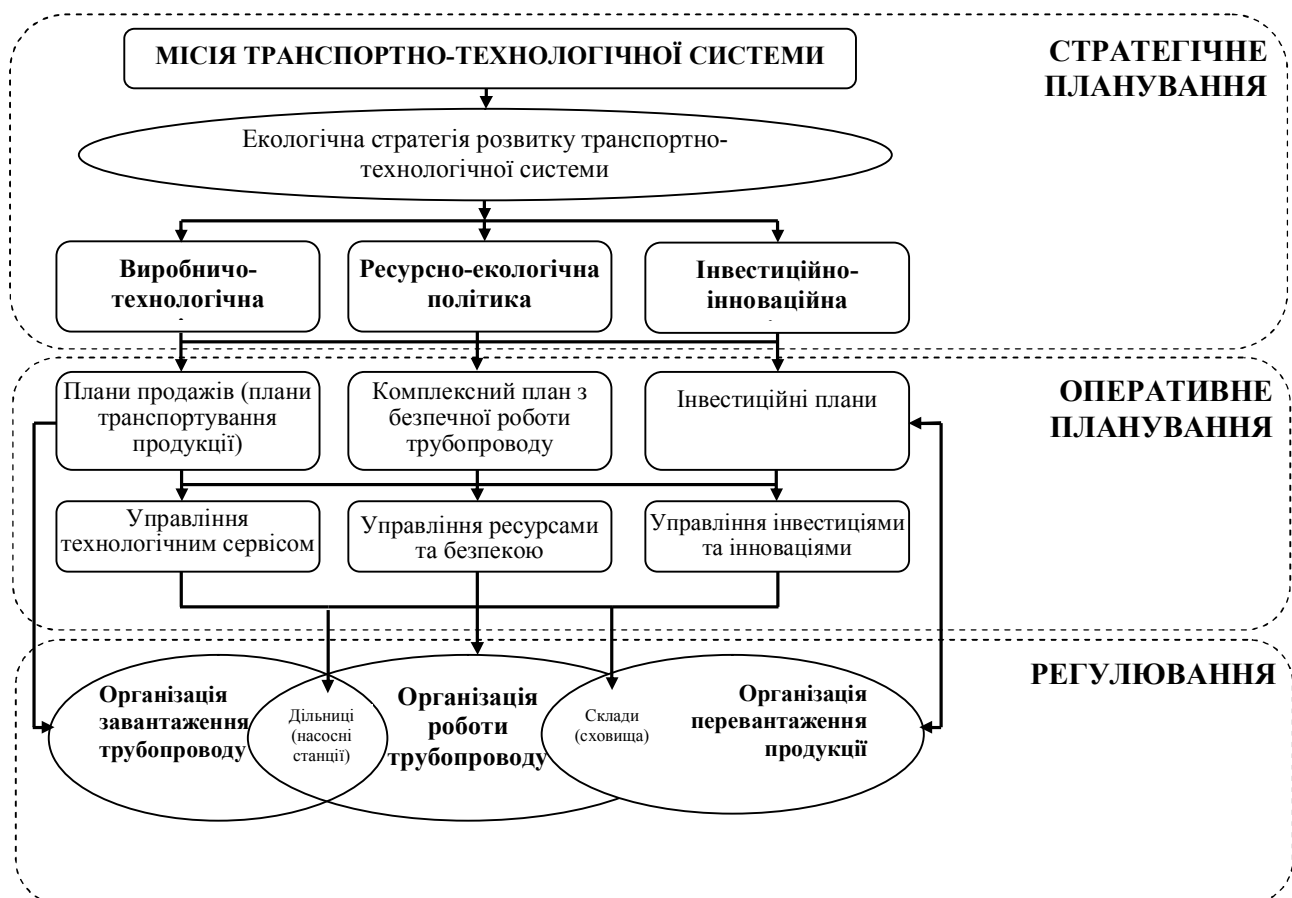 МІСІЯ ТРАНСПОРТНО-ТЕХНОЛОГІЧНОЇ СИСТЕМИ
СТРАТЕГІЧНЕ
ПЛАНУВАННЯ
Екологічна стратегія розвитку транспортно-
технологічної системи
Виробничо-
технологічна
Ресурсно-екологічна
політика
Інвестиційно-
інноваційна
ОПЕРАТИВНЕ
ПЛАНУВАННЯ
Плани продажів (плани
транспортування
продукції)
Комплексний план з
безпечної роботи
трубопроводу
Інвестиційні плани
Управління
технологічним сервісом
Управління ресурсами
та безпекою
Управління інвестиціями
та інноваціями
РЕГУЛЮВАННЯ
Організація
завантаження
трубопроводу
Дільниці
(насосні
станції)
Організація
роботи
трубопроводу
Склади
(сховища)
Організація
перевантаження
продукції